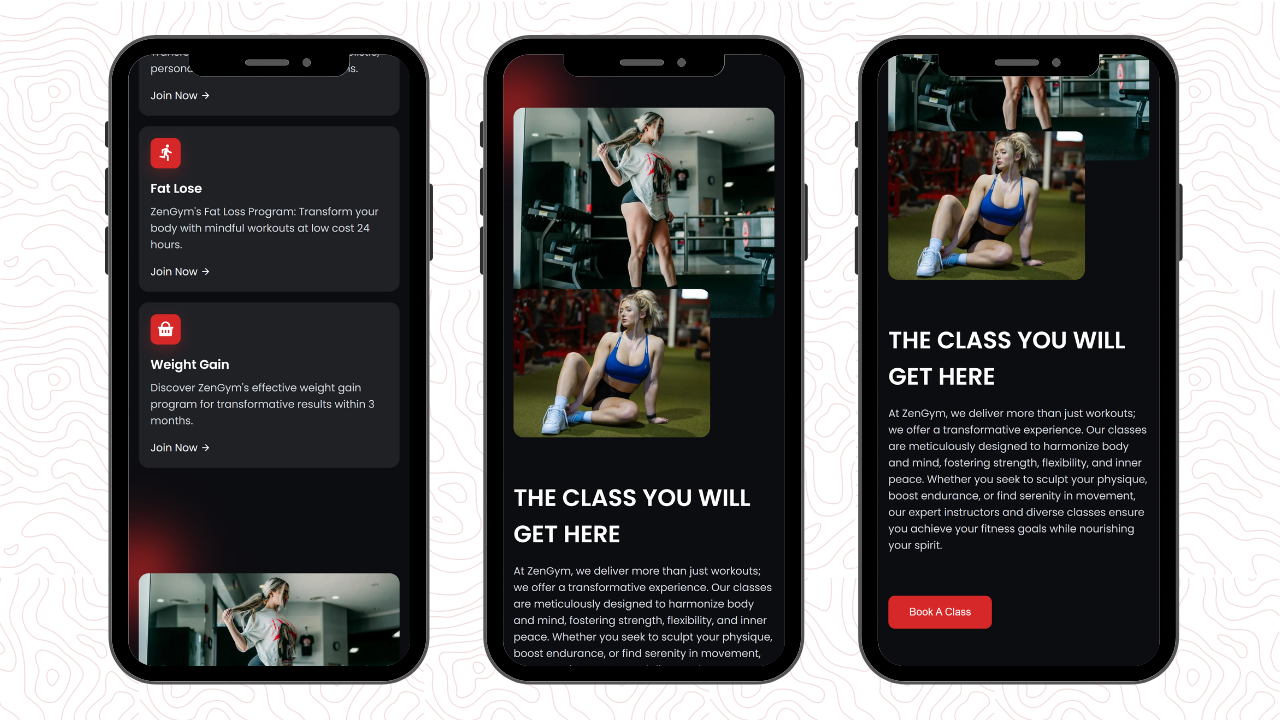 persona
s.
Join Now →
Fat Lose
ZenGym's Fat Loss Program: Transform your
body with mindful workouts at low cost 24
hours.
Join Now →
Weight Gain
Discover ZenGym's effective weight gain
program for transformative results within 3
months.
Join Now →
THE CLASS YOU WILL
GET HERE
At ZenGym, we deliver more than just workouts;
we offer a transformative experience. Our classes
are meticulously designed to harmonize body
and mind, fostering strength, flexibility, and inner
peace. Whether you seek to sculpt your physique,
boost endurance, or find serenity in movement,
THE CLASS YOU WILL
GET HERE
At ZenGym, we deliver more than just workouts;
we offer a transformative experience. Our classes
are meticulously designed to harmonize body
and mind, fostering strength, flexibility, and inner
peace. Whether you seek to sculpt your physique,
boost endurance, or find serenity in movement,
our expert instructors and diverse classes ensure
you achieve your fitness goals while nourishing
your spirit.
Book A Class